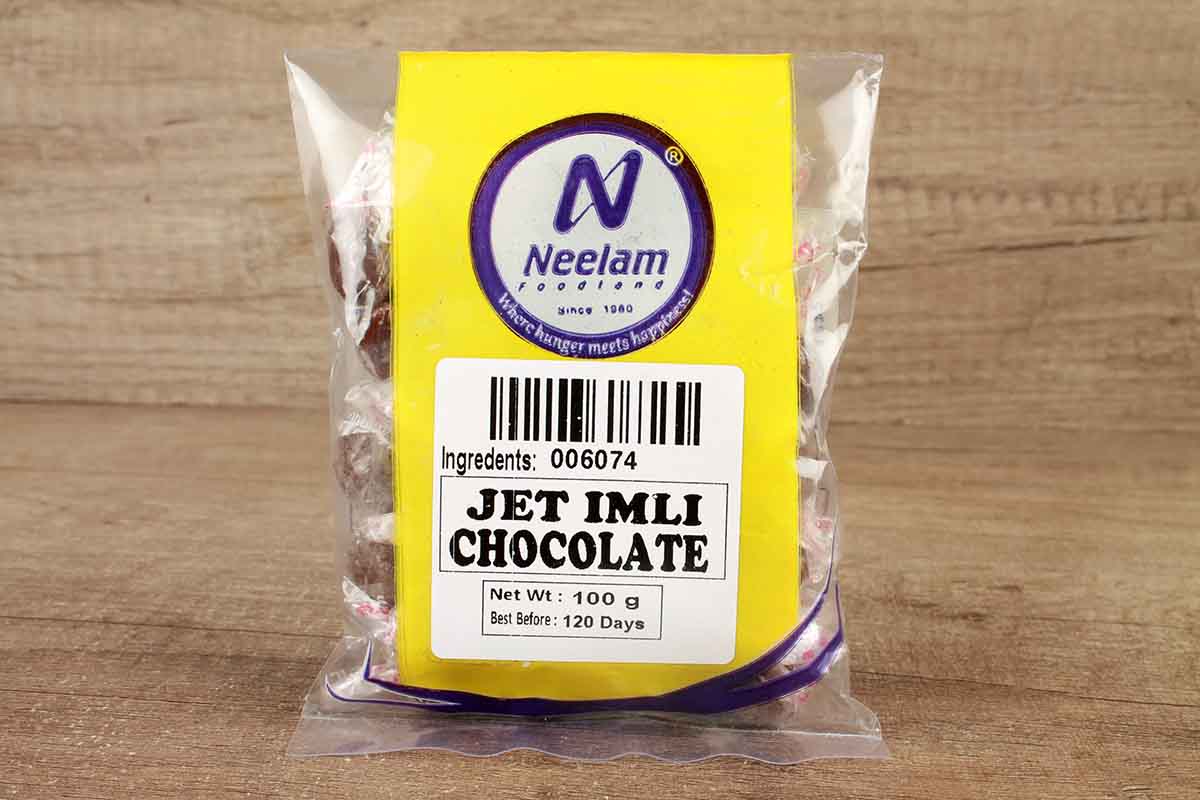 N ®
Neelam
Foodland
Since 1980
Where hunger meets happiness!
Ingredents: 006074
JET IMLI
CHOCOLATE
Net Wt : 100 g
Best Before : 120 Days